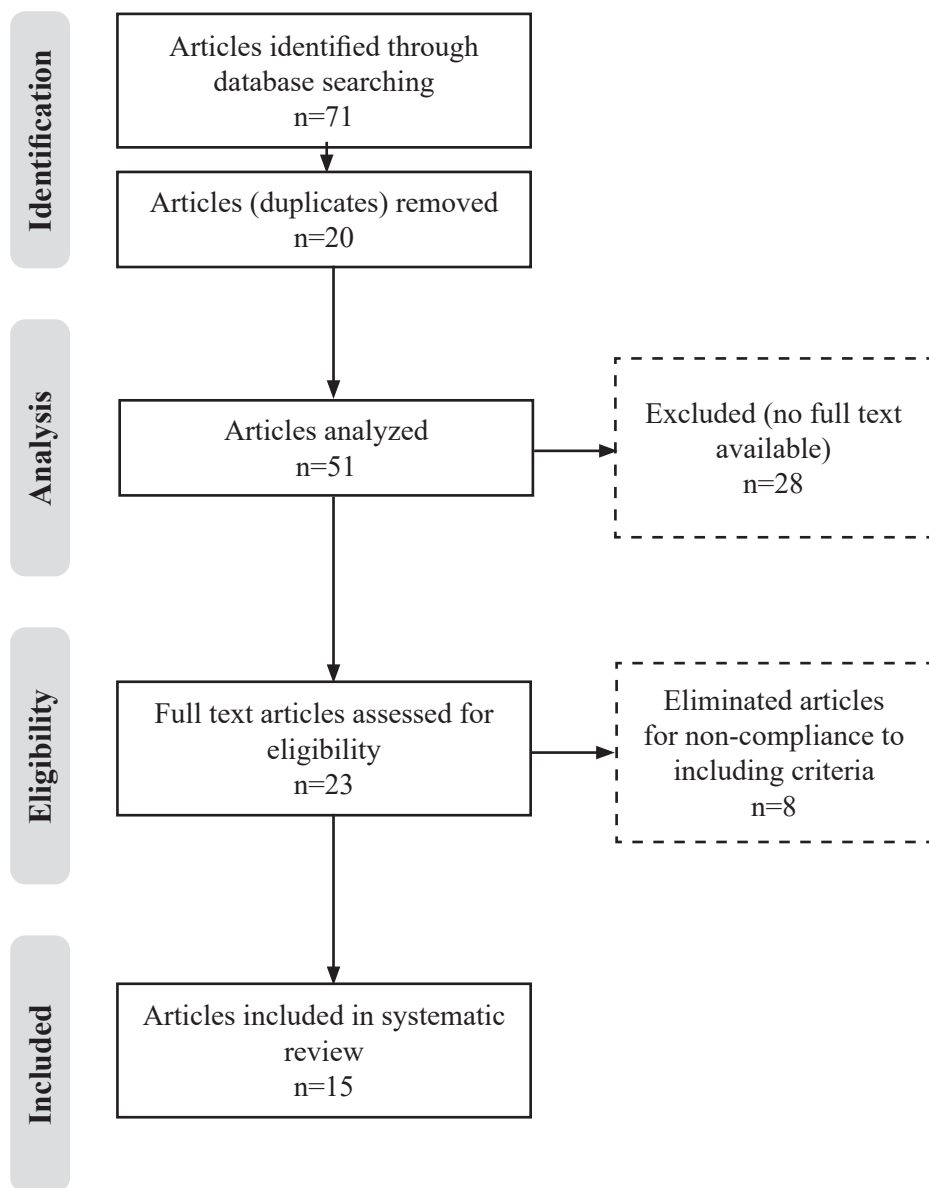 Identification
Articles identified through
database searching
n=71
Articles (duplicates) removed
n=20
Analysis
Articles analyzed
n=51
Excluded (no full text
available)
n=28
Eligibility
Full text articles assessed for
eligibility
n=23
Eliminated articles
for non-compliance to
including criteria
n=8
Included
Articles included in systematic
review
n=15